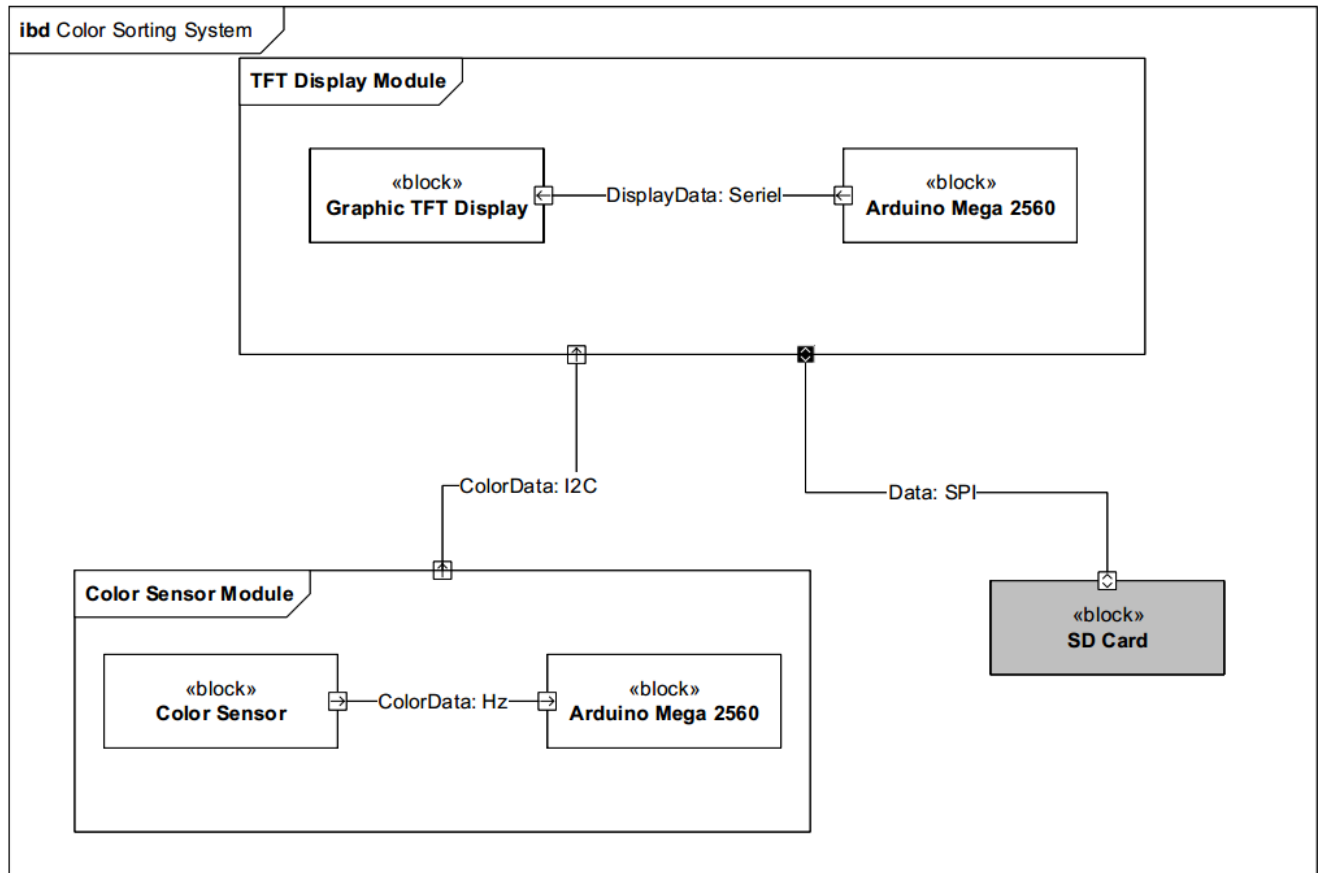 ibd Color Sorting System
TFT Display Module
«block»
Graphic TFT Display
DisplayData: Seriel
«block»
Arduino Mega 2560
ColorData: I2C
Data: SPI
Color Sensor Module
«block»
Color Sensor
ColorData: Hz
«block»
Arduino Mega 2560
«block»
SD Card